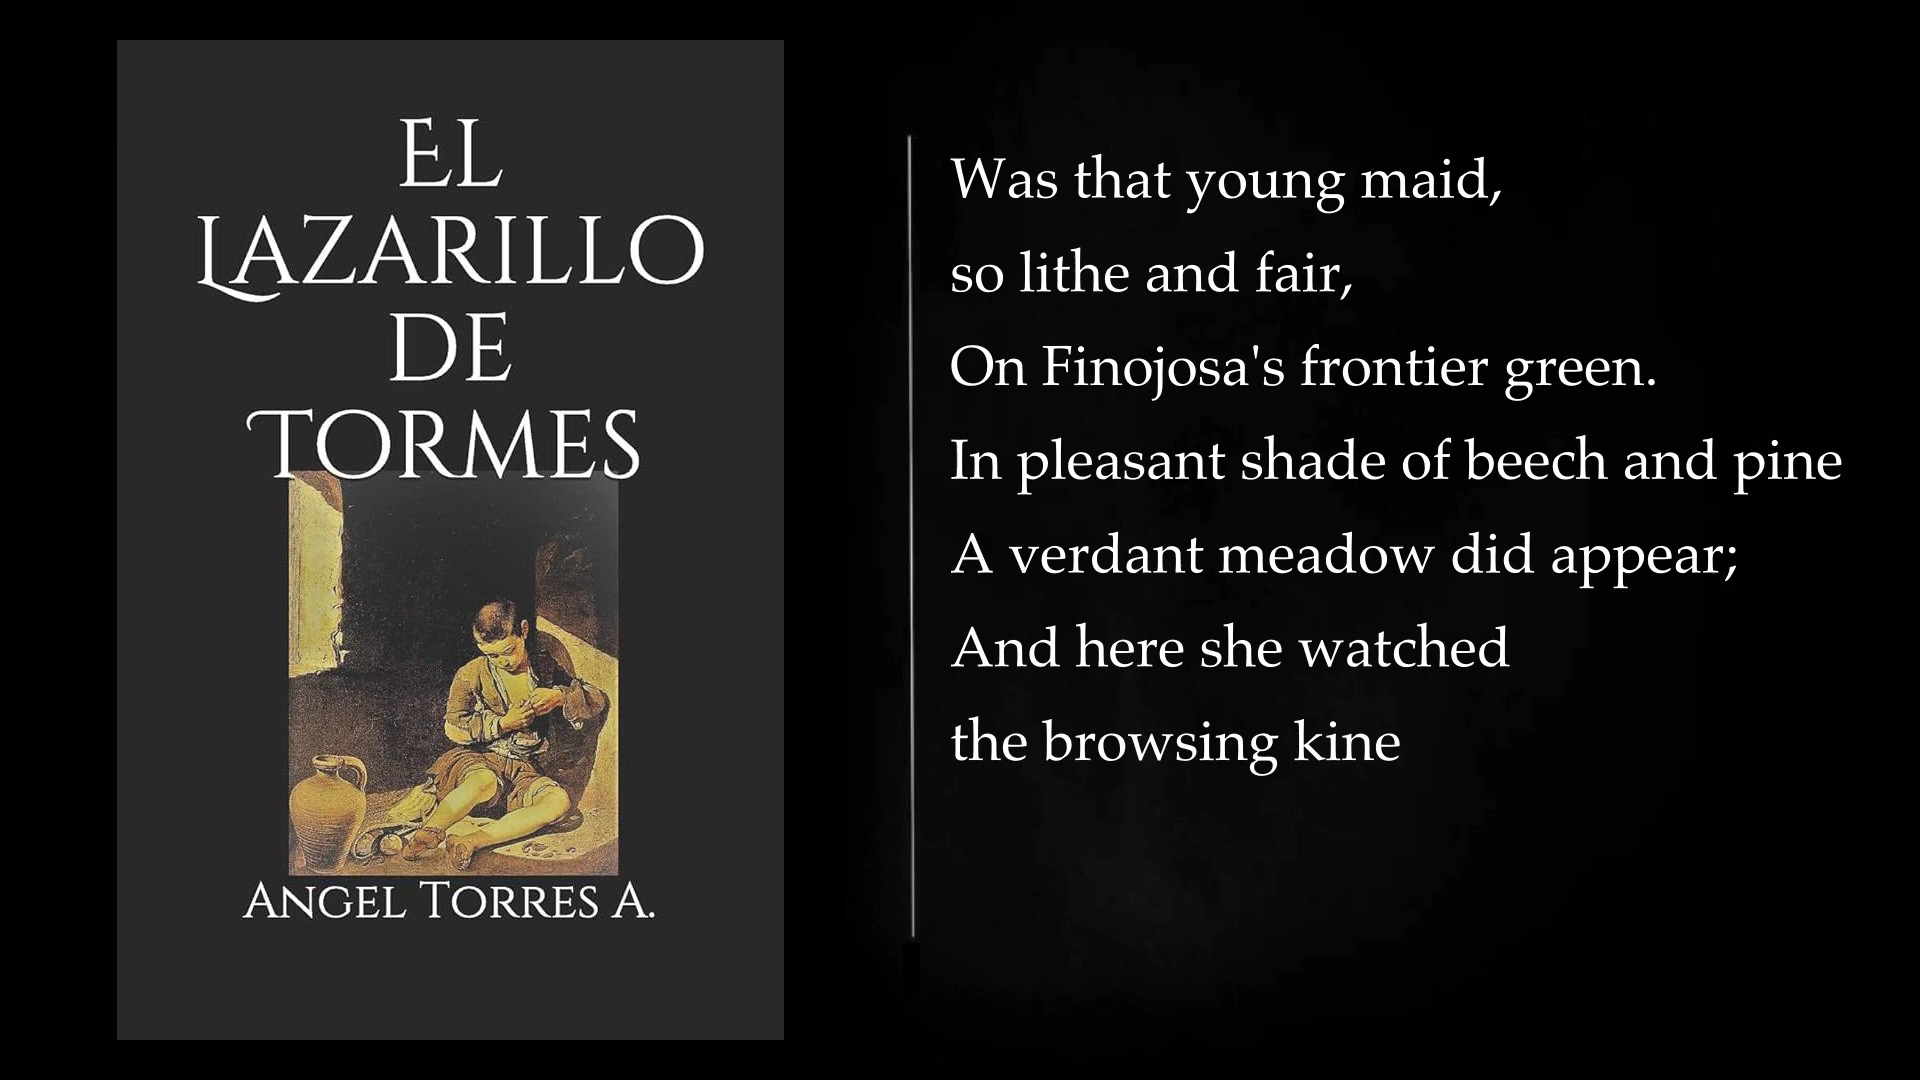 El
Lazarillo
de
Tormes
Angel Torres A.
Was that young maid,
so lithe and fair,
On Finojosa's frontier green.
In pleasant shade of beech and pine
A verdant meadow did appear;
And here she watched
the browsing kine